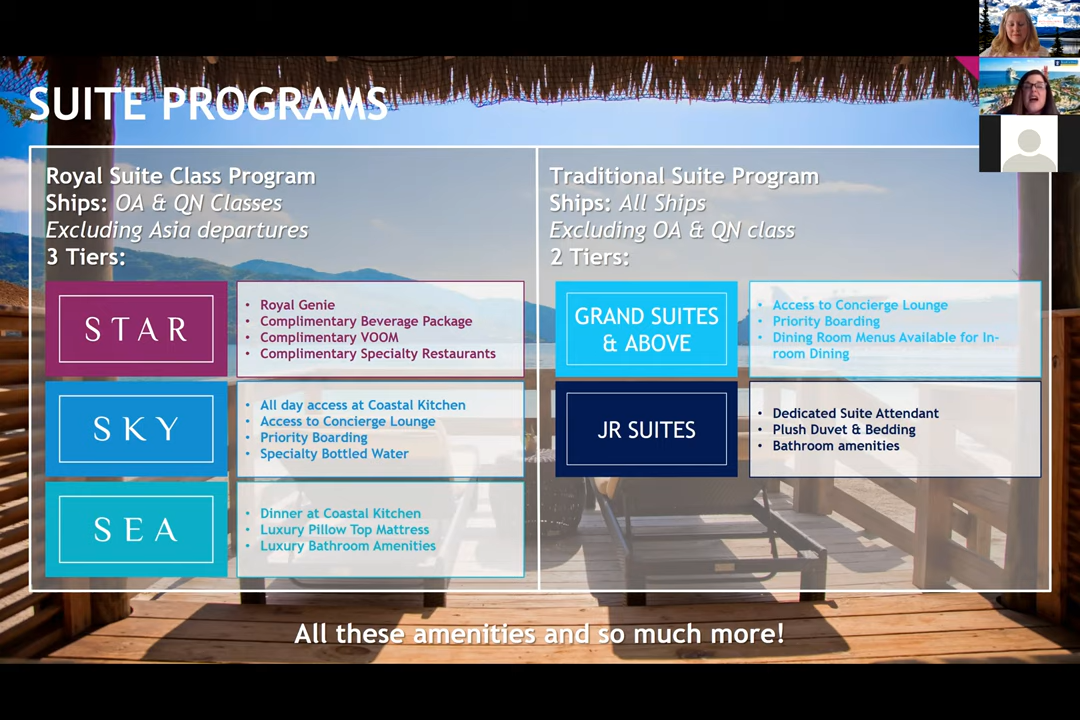 SUITE PROGRAMS
Royal Suite Class Program
Ships: OA & QN Classes
Excluding Asia departures
3 Tiers:
STAR
• Royal Genie
• Complimentary Beverage Package
• Complimentary VOOM
• Complimentary Specialty Restaurants
SKY
• All day access at Coastal Kitchen
• Access to Concierge Lounge
• Priority Boarding
• Specialty Bottled Water
SEA
• Dinner at Coastal Kitchen
• Luxury Pillow Top Mattress
• Luxury Bathroom Amenities
Traditional Suite Program
Ships: All Ships
Excluding OA & QN class
2 Tiers:
GRAND SUITES
& ABOVE
• Access to Concierge Lounge
• Priority Boarding
• Dining Room Menus Available for In-
room Dining
JR SUITES
• Dedicated Suite Attendant
• Plush Duvet & Bedding
• Bathroom amenities
All these amenities and so much more!